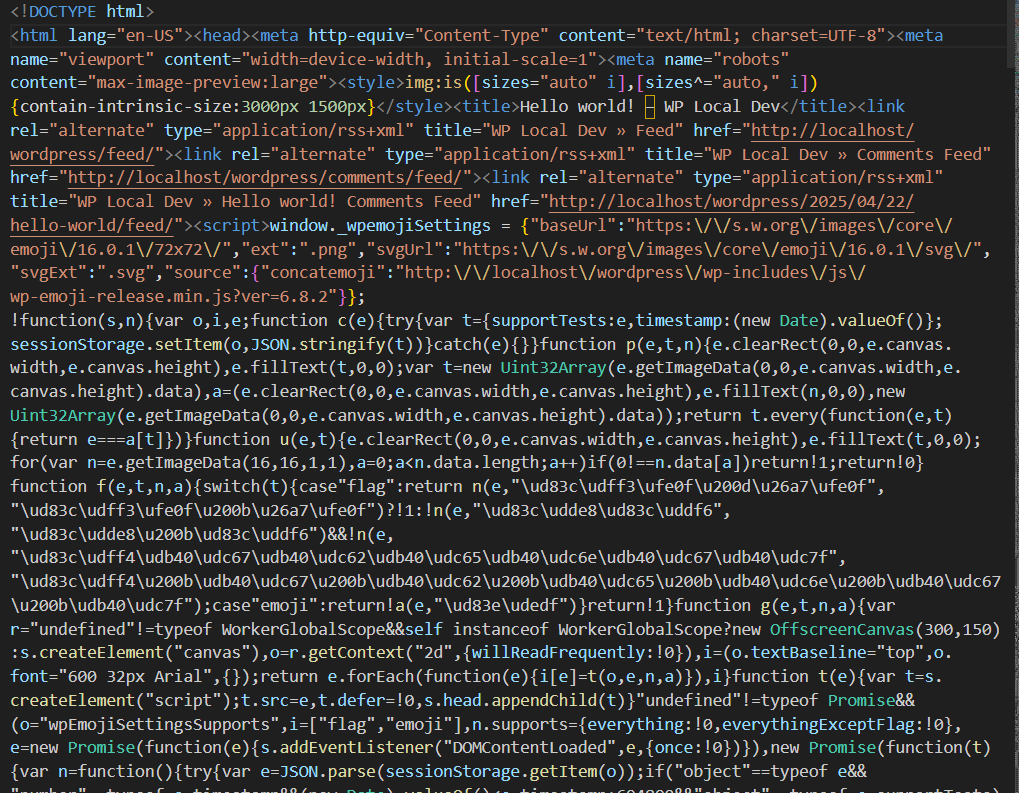 <!DOCTYPE html>
<html lang="en-US"><head><meta http-equiv="Content-Type" content="text/html; charset=UTF-8"><meta
name="viewport" content="width=device-width, initial-scale=1"><meta name="robots"
content="max-image-preview:large"><style>img:is([sizes="auto" i],[sizes^="auto," i])
{contain-intrinsic-size:3000px 1500px}</style><title>Hello world! – WP Local Dev</title><link
rel="alternate" type="application/rss+xml" title="WP Local Dev » Feed" href="http://localhost/
wordpress/feed/"><link rel="alternate" type="application/rss+xml" title="WP Local Dev » Comments Feed"
href="http://localhost/wordpress/comments/feed/"><link rel="alternate" type="application/rss+xml"
title="WP Local Dev » Hello world! Comments Feed" href="http://localhost/wordpress/2025/04/22/
hello-world/feed/"><script>window._wpemojiSettings = {"baseUrl":"https:\/\/s.w.org\/images\/core\/
emoji\/16.0.1\/72x72\/","ext":".png","svgUrl":"https:\/\/s.w.org\/images\/core\/emoji\/16.0.1\/svg\/",
"svgExt":".svg","source":{"concatemoji":"http:\/\/localhost\/wordpress\/wp-includes\/js\/
wp-emoji-release.min.js?ver=6.8.2"}};
!function(s,n){var o,i,e;function c(e){try{var t={supportTests:e,timestamp:(new Date).valueOf()};
sessionStorage.setItem(o,JSON.stringify(t))}catch(e){}}function p(e,t,n){e.clearRect(0,0,e.canvas.
width,e.canvas.height),e.fillText(t,0,0);var t=new Uint32Array(e.getImageData(0,0,e.canvas.width,e.
canvas.height).data),a=(e.clearRect(0,0,e.canvas.width,e.canvas.height),e.fillText(n,0,0),new
Uint32Array(e.getImageData(0,0,e.canvas.width,e.canvas.height).data));return t.every(function(e,t)
{return e===a[t]})}function u(e,t){e.clearRect(0,0,e.canvas.width,e.canvas.height),e.fillText(t,0,0);
for(var n=e.getImageData(16,16,1,1),a=0;a<n.data.length;a++)if(0!==n.data[a])return!1;return!0}
function f(e,t,n,a){switch(t){case"flag":return n(e,"\ud83c\udff3\ufe0f\u200d\u26a7\ufe0f",
"\ud83c\udff3\ufe0f\u200b\u26a7\ufe0f")?!1:!n(e,"\ud83c\udde8\ud83c\uddf6",
"\ud83c\udde8\u200b\ud83c\uddf6")&&!n(e,
"\ud83c\udff4\udb40\udc67\udb40\udc62\udb40\udc65\udb40\udc6e\udb40\udc67\udb40\udc7f",
"\ud83c\udff4\u200b\udb40\udc67\u200b\udb40\udc62\u200b\udb40\udc65\u200b\udb40\udc6e\u200b\udb40\udc67
\u200b\udb40\udc7f");case"emoji":return!a(e,"\ud83e\udedf")}return!1}function g(e,t,n,a){var
r="undefined"!=typeof WorkerGlobalScope&&self instanceof WorkerGlobalScope?new OffscreenCanvas(300,150)
:s.createElement("canvas"),o=r.getContext("2d",{willReadFrequently:!0}),i=(o.textBaseline="top",o.
font="600 32px Arial",{});return e.forEach(function(e){i[e]=t(o,e,n,a)}),i}function t(e){var t=s.
createElement("script");t.src=e,t.defer=!0,s.head.appendChild(t)}"undefined"!=typeof Promise&&
(o="wpEmojiSettingsSupports",i=["flag","emoji"],n.supports={everything:!0,everythingExceptFlag:!0},
e=new Promise(function(e){s.addEventListener("DOMContentLoaded",e,{once:!0})}),new Promise(function(t)
{var n=function(){try{var e=JSON.parse(sessionStorage.getItem(o));if("object"==typeof e&&